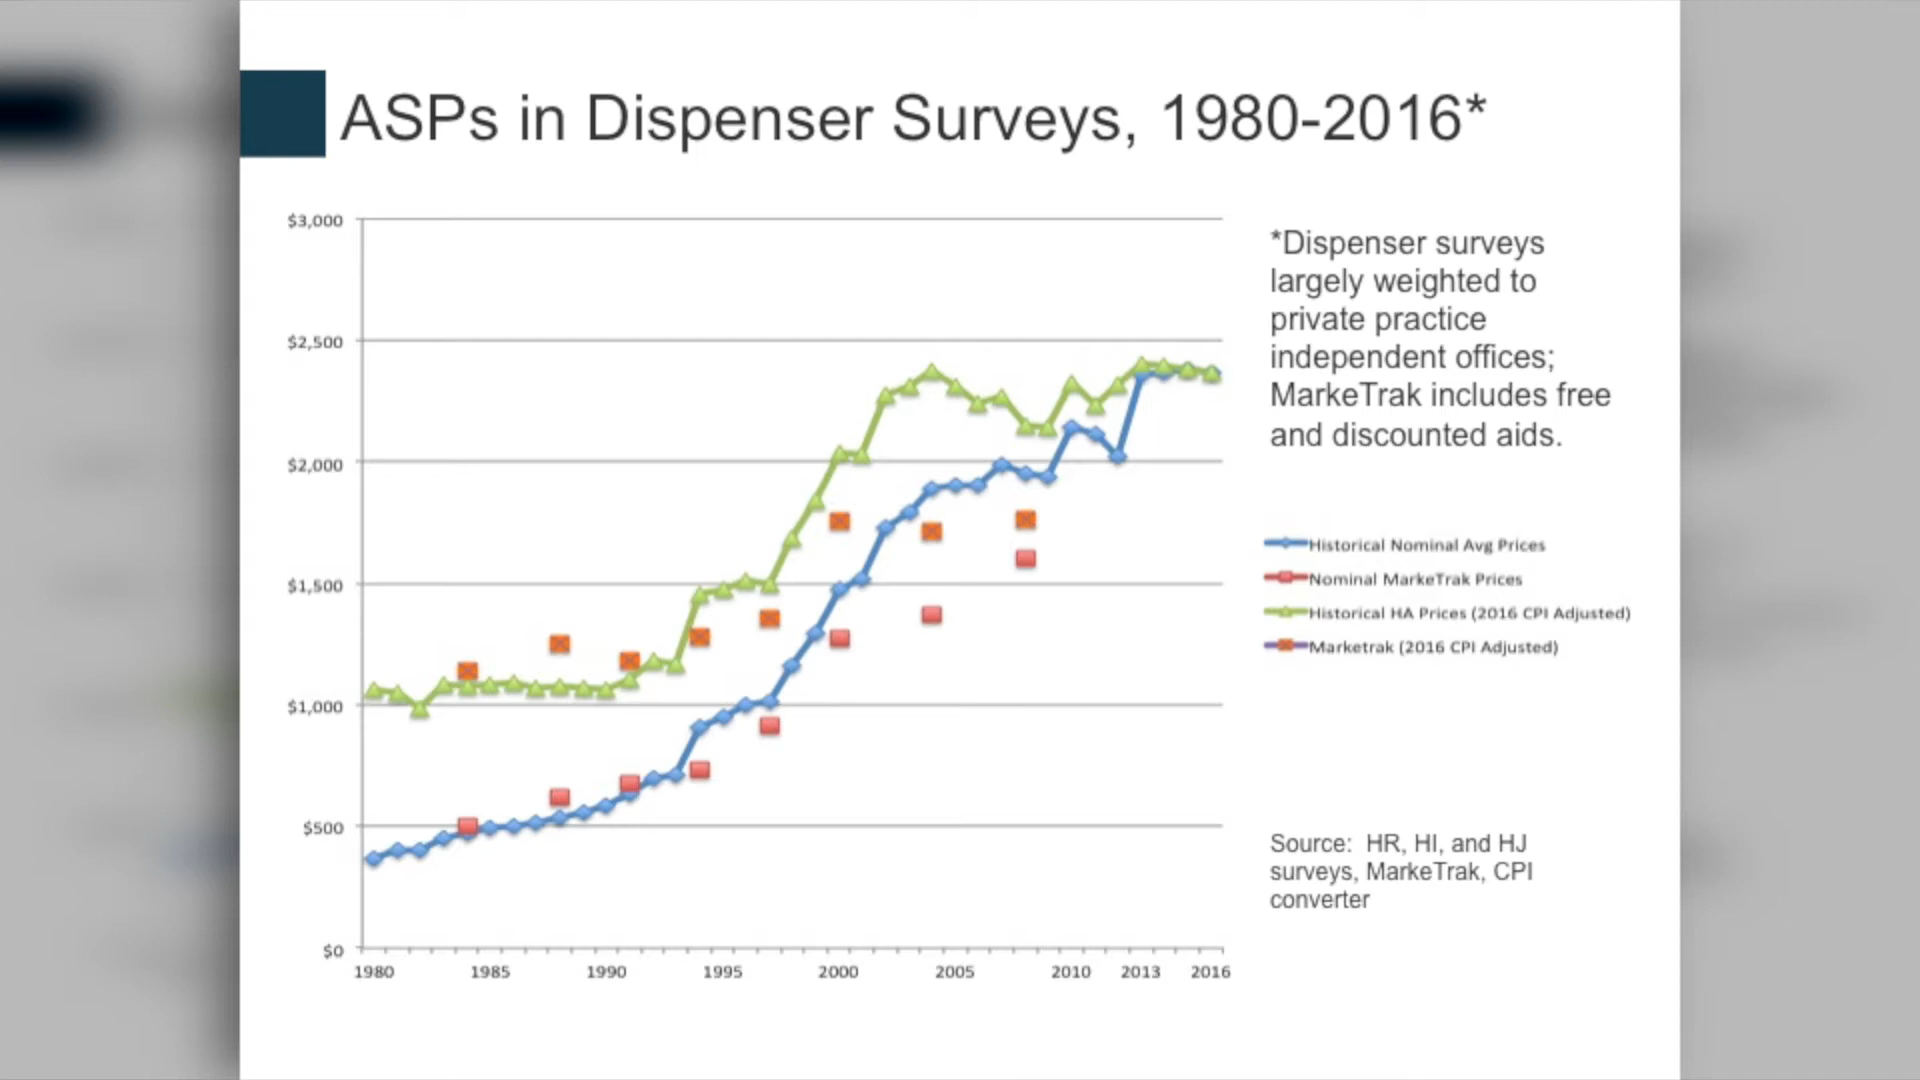 ASPs in Dispenser Surveys, 1980-2016*
$3,000
$2,500
$2,000
$1,500
$1,000
$500
$0
1980 1985 1990 1995 2000 2005 2010 2013 2016
*Dispenser surveys
largely weighted to
private practice
independent offices;
MarkeTrak includes free
and discounted aids.
Historical Nominal Avg Prices
Nominal MarkeTrak Prices
Historical HA Prices (2016 CPI Adjusted)
Marketrak (2016 CPI Adjusted)
Source: HR, HI, and HJ
surveys, MarkeTrak, CPI
converter